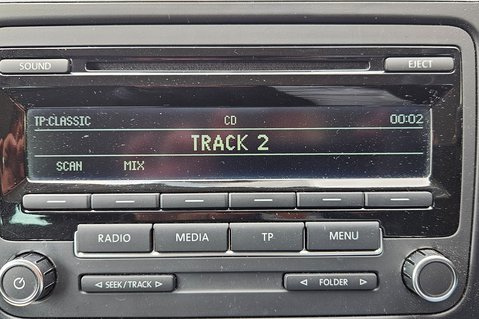 SOUND EJECT
TP:CLASSIC CD 00:02
TRACK 2
SCAN MIX
RADIO MEDIA TP MENU
SEEK/TRACK FOLDER